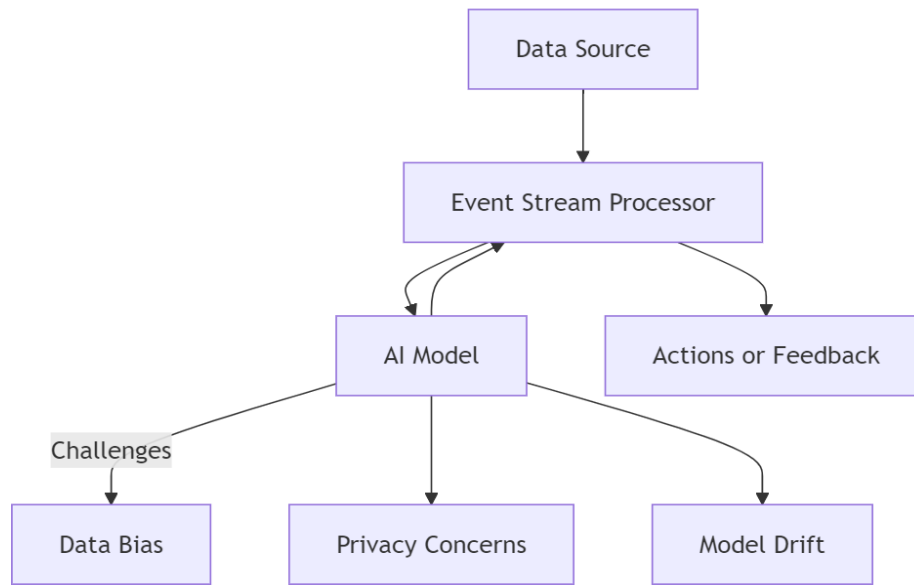 Data Source
Event Stream Processor
AI Model
Actions or Feedback
Challenges
Data Bias
Privacy Concerns
Model Drift